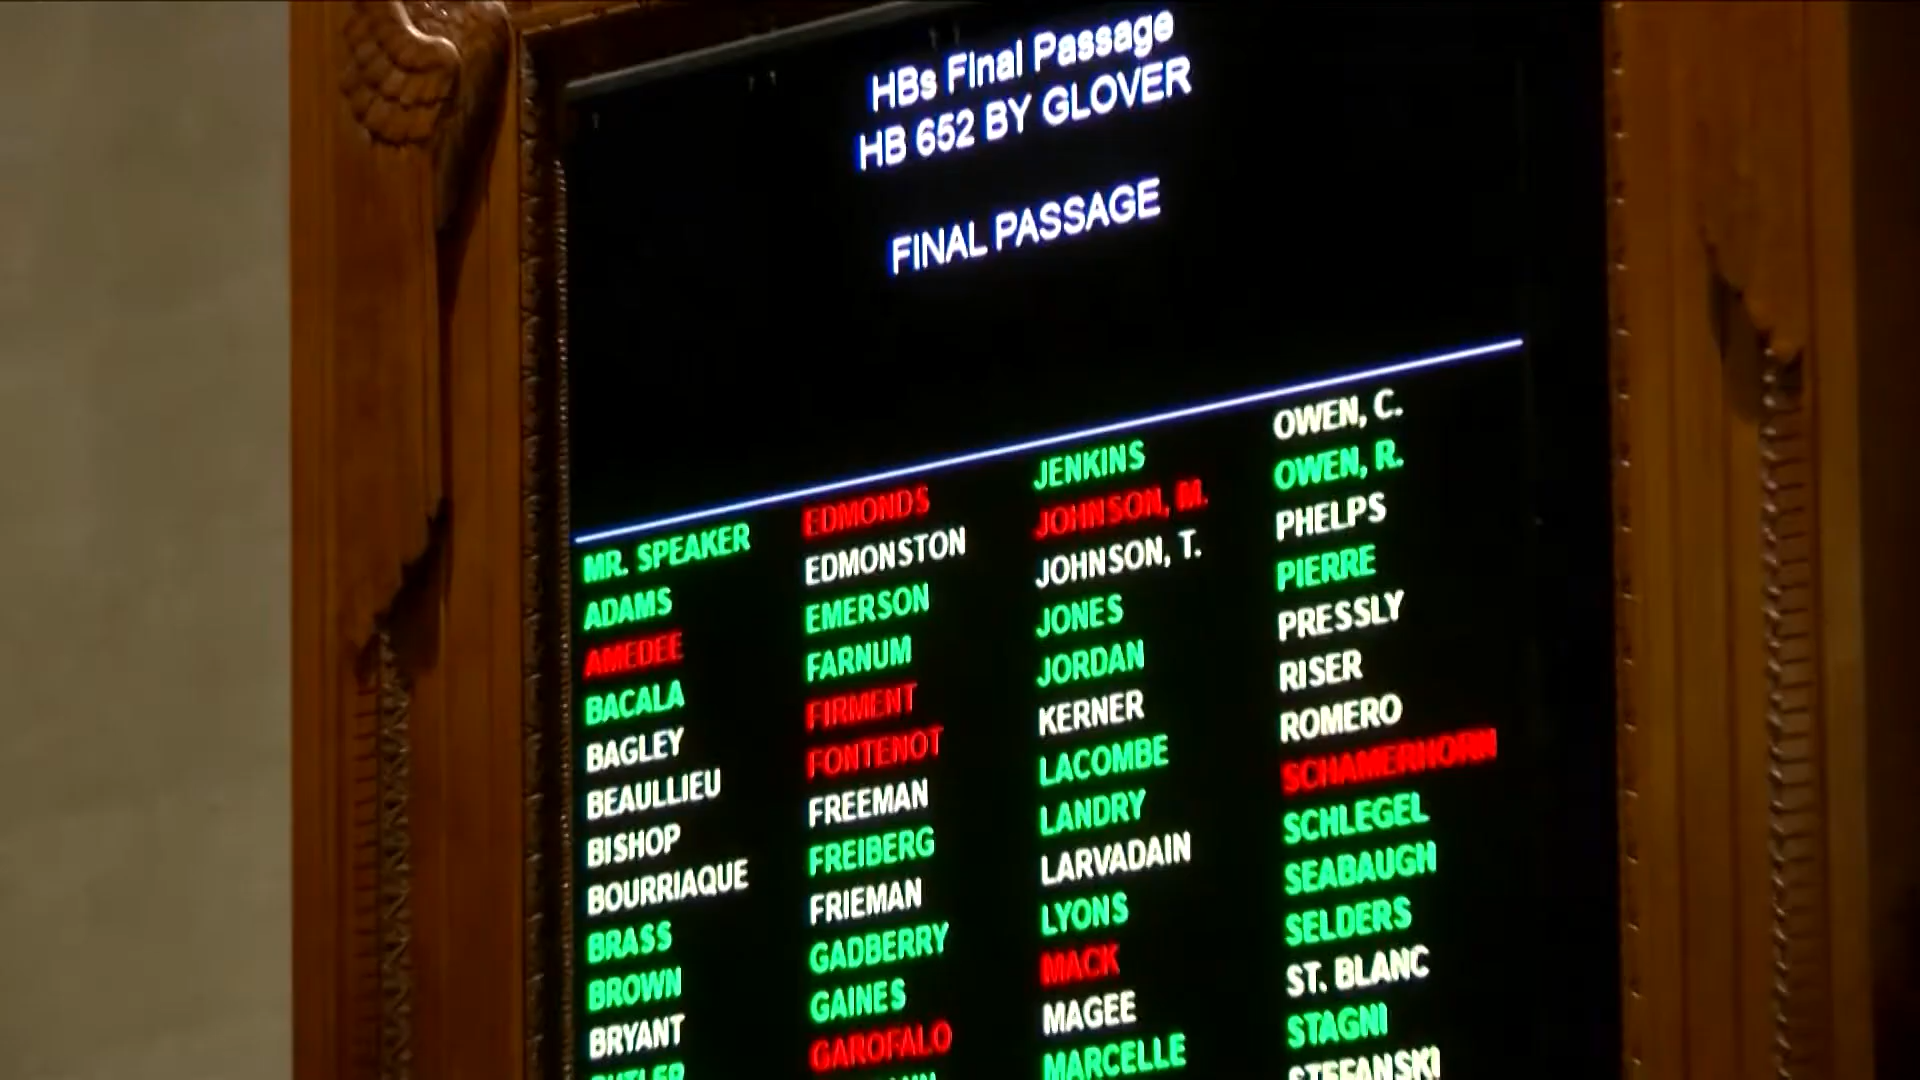 HBs Final Passage
HB 652 BY GLOVER
FINAL PASSAGE
MR. SPEAKER
ADAMS
AMEDEE
BACALA
BAGLEY
BEAULLIEU
BISHOP
BOURRIAQUE
BRASS
BROWN
BRYANT
BUTLER
EDMONDS
EDMONSTON
EMERSON
FARNUM
FIRMENT
FONTENOT
FREEMAN
FREIBERG
FRIEMAN
GADBERRY
GAINES
GAROFALO
JENKINS
JOHNSON, M.
JOHNSON, T.
JONES
JORDAN
KERNER
LACOMBE
LANDRY
LARVADAIN
LYONS
MACK
MAGEE
MARCELLE
OWEN, C.
OWEN, R.
PHELPS
PIERRE
PRESSLY
RISER
ROMERO
SCHAMERHORN
SCHLEGEL
SEABAUGH
SELDERS
ST. BLANC
STAGNI
STEFANSKI